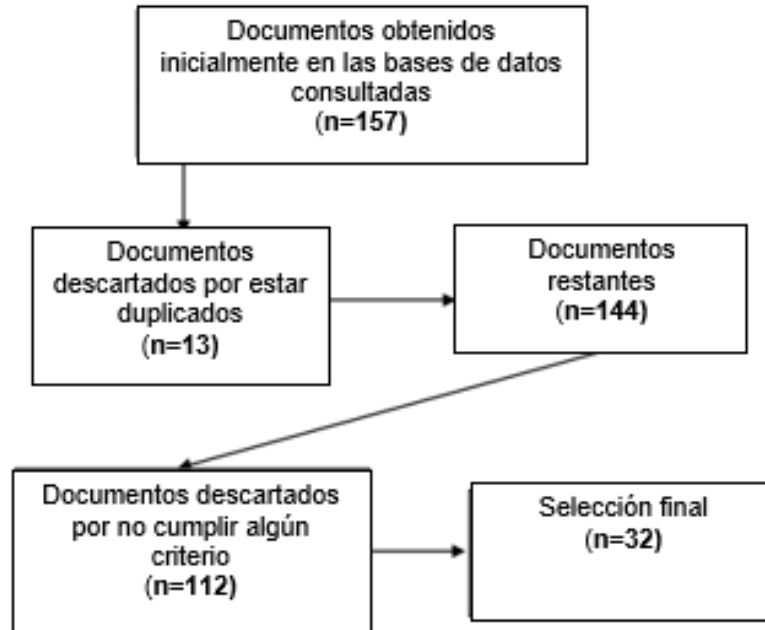 Documentos obtenidos
inicialmente en las bases de datos
consultadas
(n=157)
Documentos
descartados por estar
duplicados
(n=13)
Documentos
restantes
(n=144)
Documentos descartados
por no cumplir algún
criterio
(n=112)
Selección final
(n=32)